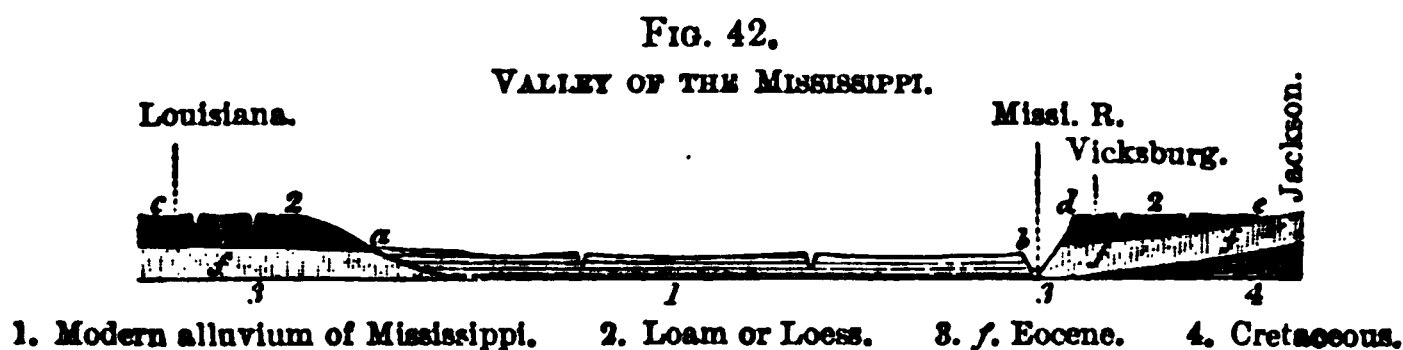 FIG. 42.
VALLEY OF THE MISSISSIPPI.
Louisiana.
Missi. R.
Vicksburg.
Jackson.
c 2 d 2 e
a b
f f f
3 1 3 4
1. Modern alluvium of Mississippi. 2. Loam or Loess. 3. f. Eocene. 4. Cretaceous.